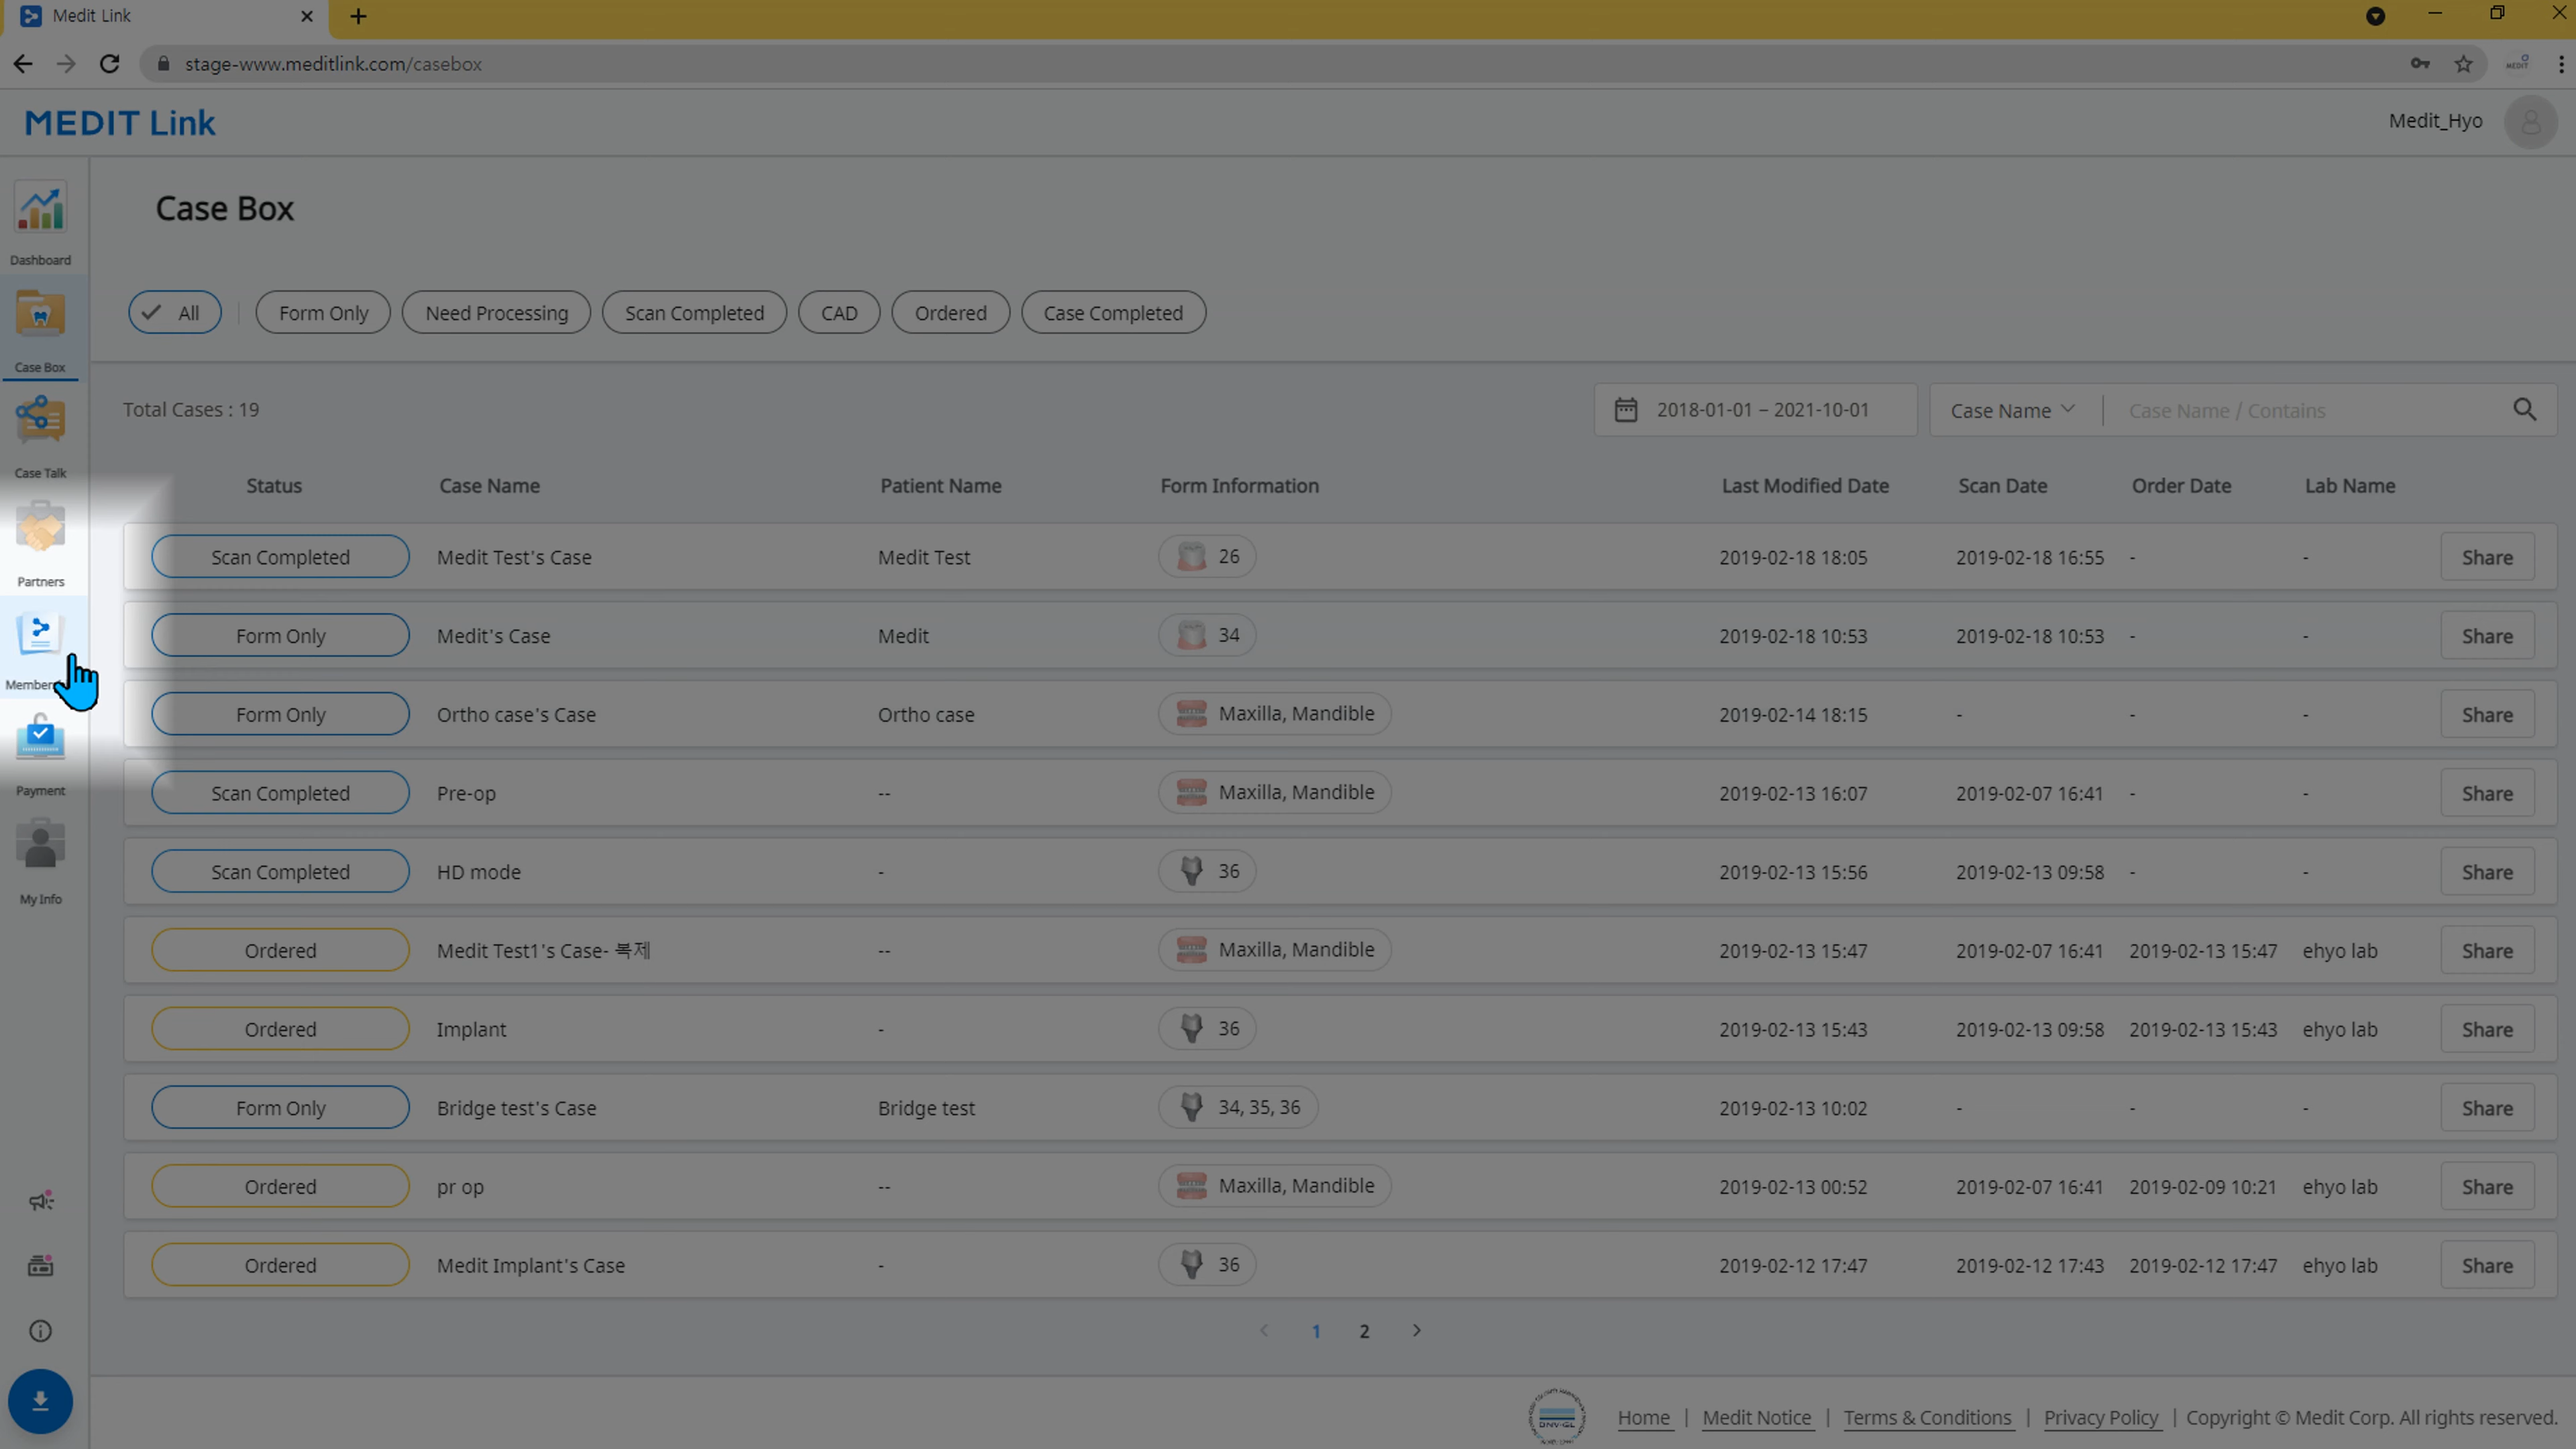 Medit Link
stage-www.meditlink.com/casebox
MEDIT
MEDIT Link
Medit_Hyo
Dashboard
Case Box
Case Talk
Partners
Payment
My Info
Case Box
All
Form Only
Need Processing
Scan Completed
CAD
Ordered
Case Completed
Total Cases : 19
2018-01-01 – 2021-10-01
Case Name
Case Name / Contains
Status Case Name Patient Name Form Information Last Modified Date Scan Date Order Date Lab Name
Scan Completed Medit Test's Case Medit Test 26 2019-02-18 18:05 2019-02-18 16:55 - - Share
Form Only Medit's Case Medit 34 2019-02-18 10:53 2019-02-18 10:53 - - Share
Form Only Ortho case's Case Ortho case Maxilla, Mandible 2019-02-14 18:15 - - - Share
Scan Completed Pre-op -- Maxilla, Mandible 2019-02-13 16:07 2019-02-07 16:41 - - Share
Scan Completed HD mode - 36 2019-02-13 15:56 2019-02-13 09:58 - - Share
Ordered Medit Test1's Case- 복제 -- Maxilla, Mandible 2019-02-13 15:47 2019-02-07 16:41 2019-02-13 15:47 ehyo lab Share
Ordered Implant - 36 2019-02-13 15:43 2019-02-13 09:58 2019-02-13 15:43 ehyo lab Share
Form Only Bridge test's Case Bridge test 34, 35, 36 2019-02-13 10:02 - - - Share
Ordered pr op -- Maxilla, Mandible 2019-02-13 00:52 2019-02-07 16:41 2019-02-09 10:21 ehyo lab Share
Ordered Medit Implant's Case - 36 2019-02-12 17:47 2019-02-12 17:43 2019-02-12 17:47 ehyo lab Share
1 2
DNV·GL
Home | Medit Notice | Terms & Conditions | Privacy Policy | Copyright © Medit Corp. All rights reserved.